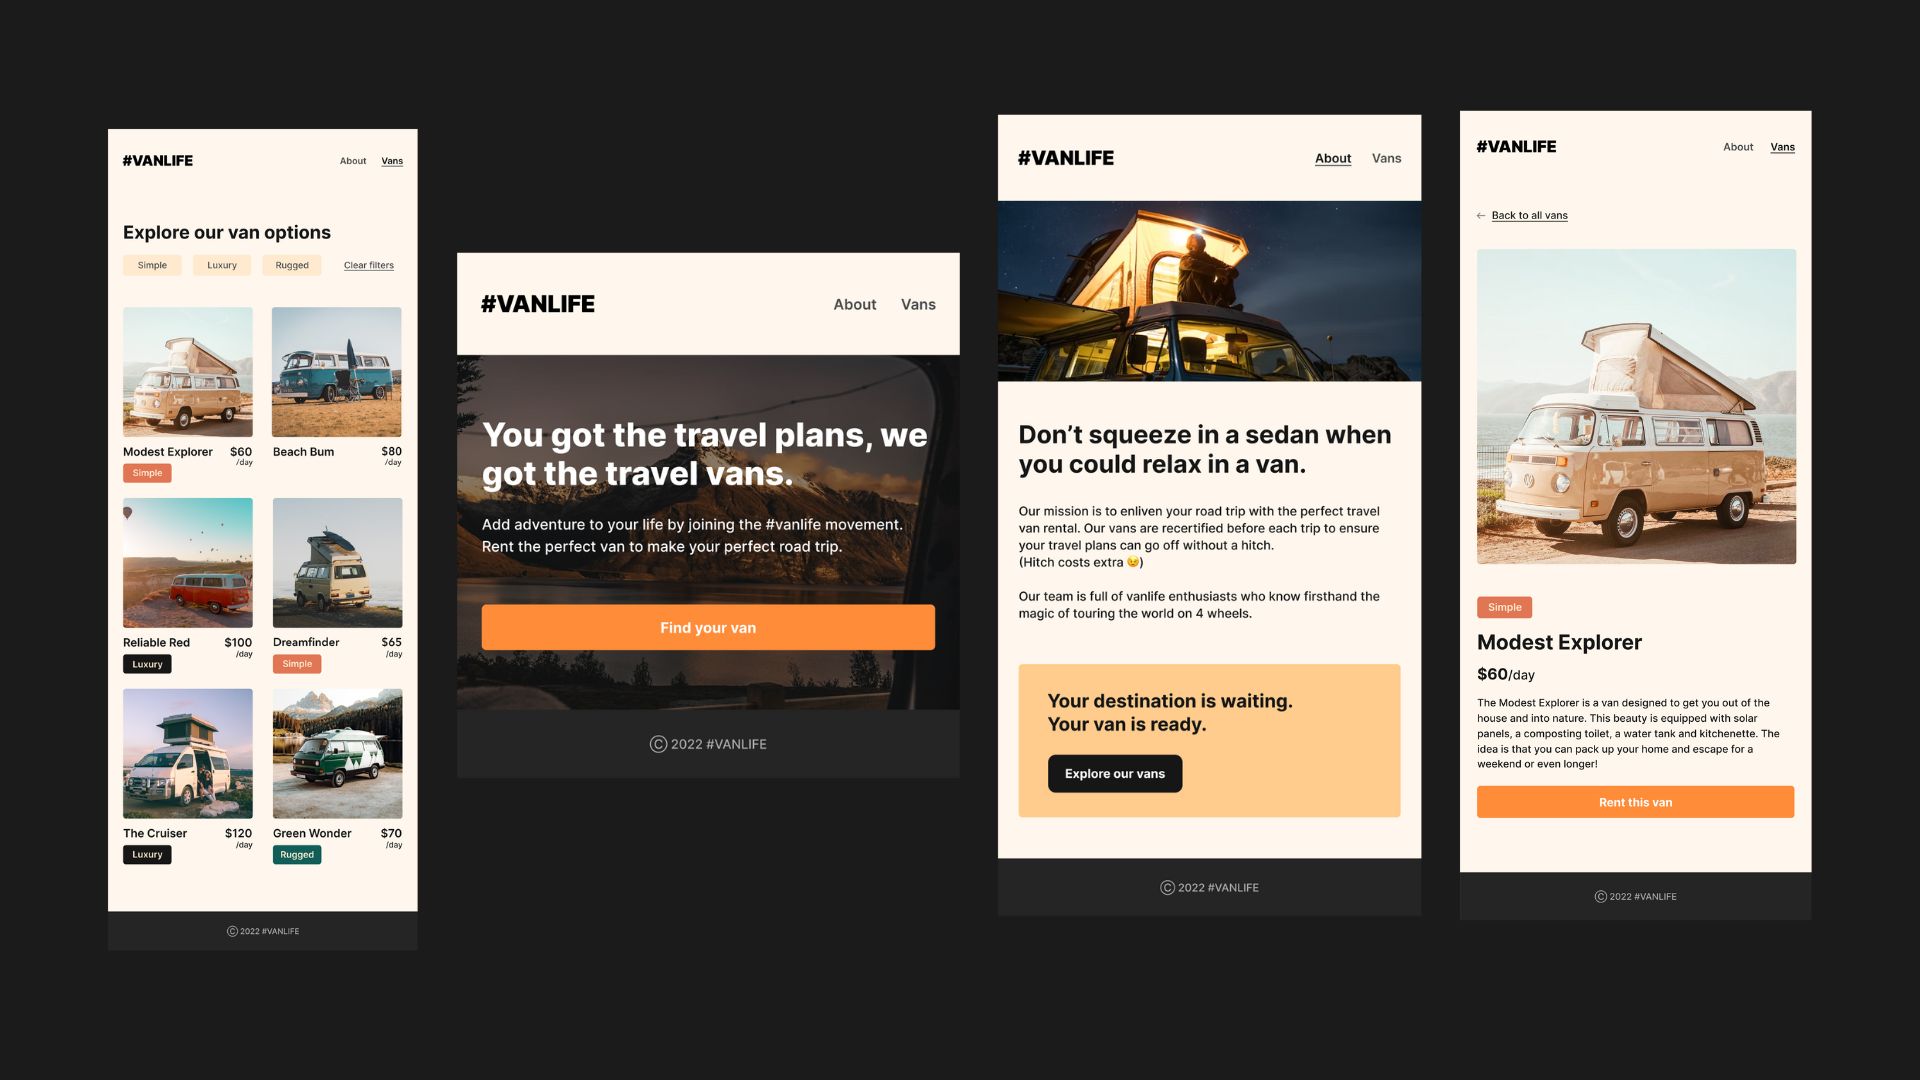 #VANLIFE
About Vans
Explore our van options
Simple Luxury Rugged Clear filters
Modest Explorer $60
/day
Simple
Beach Bum $80
/day
Reliable Red $100
/day
Luxury
Dreamfinder $65
/day
Simple
The Cruiser $120
/day
Luxury
Green Wonder $70
/day
Rugged
Ⓒ 2022 #VANLIFE
#VANLIFE
About Vans
You got the travel plans, we
got the travel vans.
Add adventure to your life by joining the #vanlife movement.
Rent the perfect van to make your perfect road trip.
Find your van
Ⓒ 2022 #VANLIFE
#VANLIFE
About Vans
Don’t squeeze in a sedan when
you could relax in a van.
Our mission is to enliven your road trip with the perfect travel
van rental. Our vans are recertified before each trip to ensure
your travel plans can go off without a hitch.
(Hitch costs extra 😉)
Our team is full of vanlife enthusiasts who know firsthand the
magic of touring the world on 4 wheels.
Your destination is waiting.
Your van is ready.
Explore our vans
Ⓒ 2022 #VANLIFE
#VANLIFE
About Vans
← Back to all vans
Simple
Modest Explorer
$60/day
The Modest Explorer is a van designed to get you out of the
house and into nature. This beauty is equipped with solar
panels, a composting toilet, a water tank and kitchenette. The
idea is that you can pack up your home and escape for a
weekend or even longer!
Rent this van
Ⓒ 2022 #VANLIFE